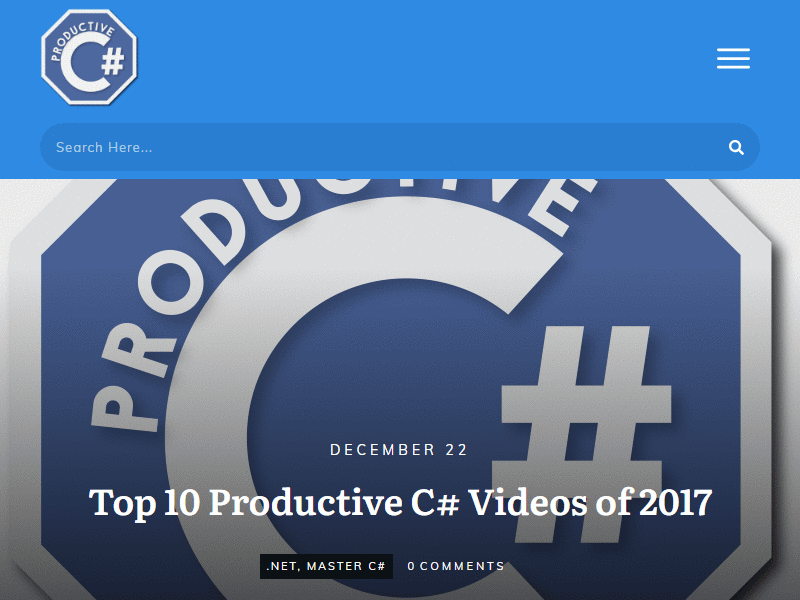 PRODUCTIVE
C#
Search Here...
PRODUCTIVE
C#
DECEMBER 22
Top 10 Productive C# Videos of 2017
.NET, MASTER C#
0 COMMENTS